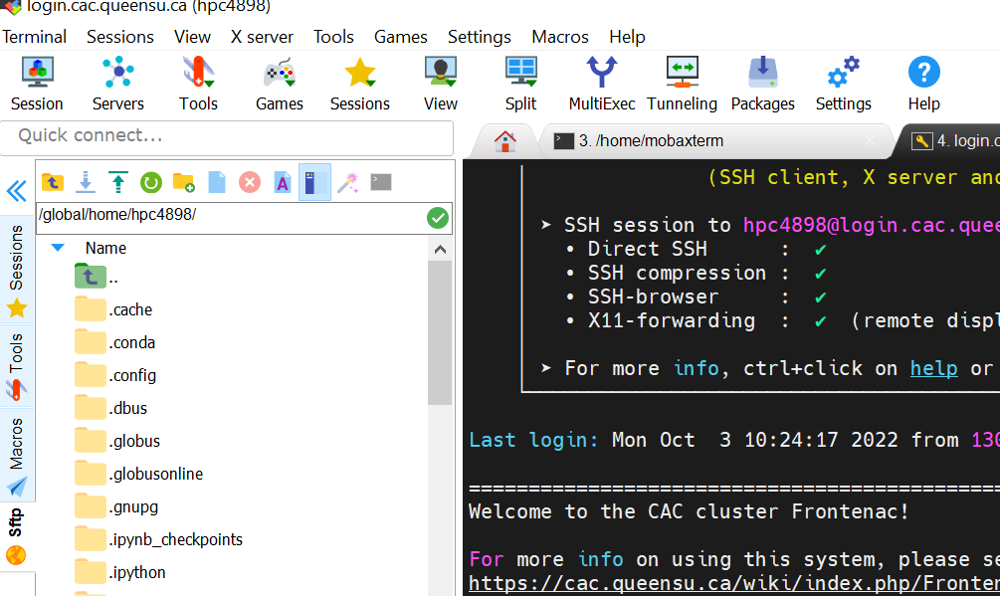 login.cac.queensu.ca (hpc4898)
Terminal Sessions View X server Tools Games Settings Macros Help
Session Servers Tools Games Sessions View Split MultiExec Tunneling Packages Settings Help
Quick connect...
3. /home/mobaxterm
4. login.c
/global/home/hpc4898/
Name
..
.cache
.conda
.config
.dbus
.globus
.globusonline
.gnupg
.ipynb_checkpoints
.ipython
Sessions
Tools
Macros
Sftp
(SSH client, X server and
➤ SSH session to hpc4898@login.cac.quee
• Direct SSH : ✔
• SSH compression : ✔
• SSH-browser : ✔
• X11-forwarding : ✔ (remote displ
➤ For more info, ctrl+click on help or
Last login: Mon Oct 3 10:24:17 2022 from 130
=============================================
Welcome to the CAC cluster Frontenac!
For more info on using this system, please se
https://cac.queensu.ca/wiki/index.php/Fronten